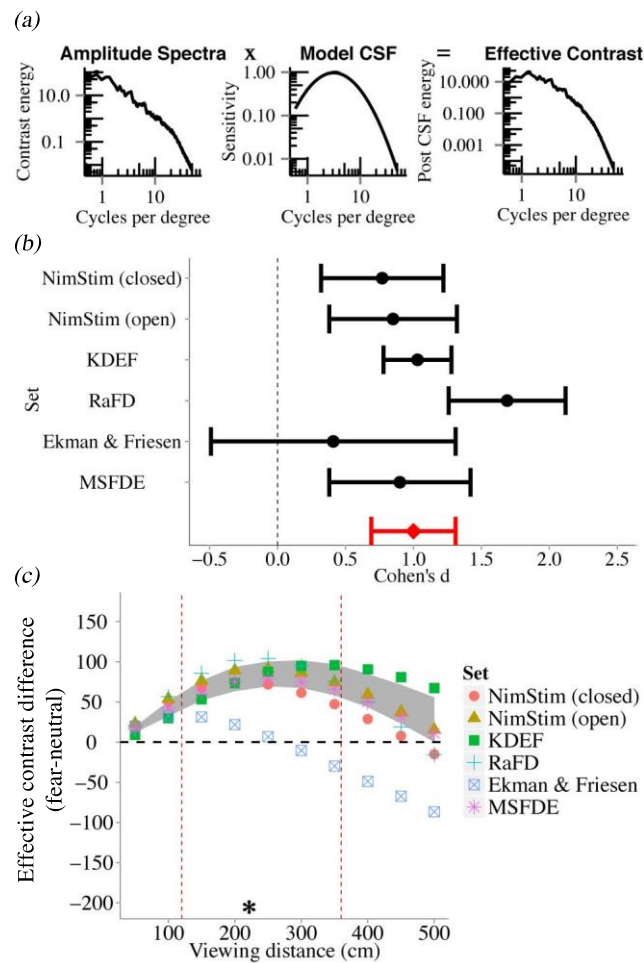 (a)
Amplitude Spectra x Model CSF = Effective Contrast
Contrast energy
10.0
0.1
1 10
Cycles per degree
Sensitivity
1.00
0.10
0.01
1 10
Cycles per degree
Post CSF energy
10.000
0.100
0.001
1 10
Cycles per degree
(b)
Set
NimStim (closed)
NimStim (open)
KDEF
RaFD
Ekman & Friesen
MSFDE
−0.5 0.0 0.5 1.0 1.5 2.0 2.5
Cohen's d
(c)
Effective contrast difference
(fear-neutral)
150
100
50
0
−50
−100
−150
−200
*
100 200 300 400 500
Viewing distance (cm)
Set
NimStim (closed)
NimStim (open)
KDEF
RaFD
Ekman & Friesen
MSFDE